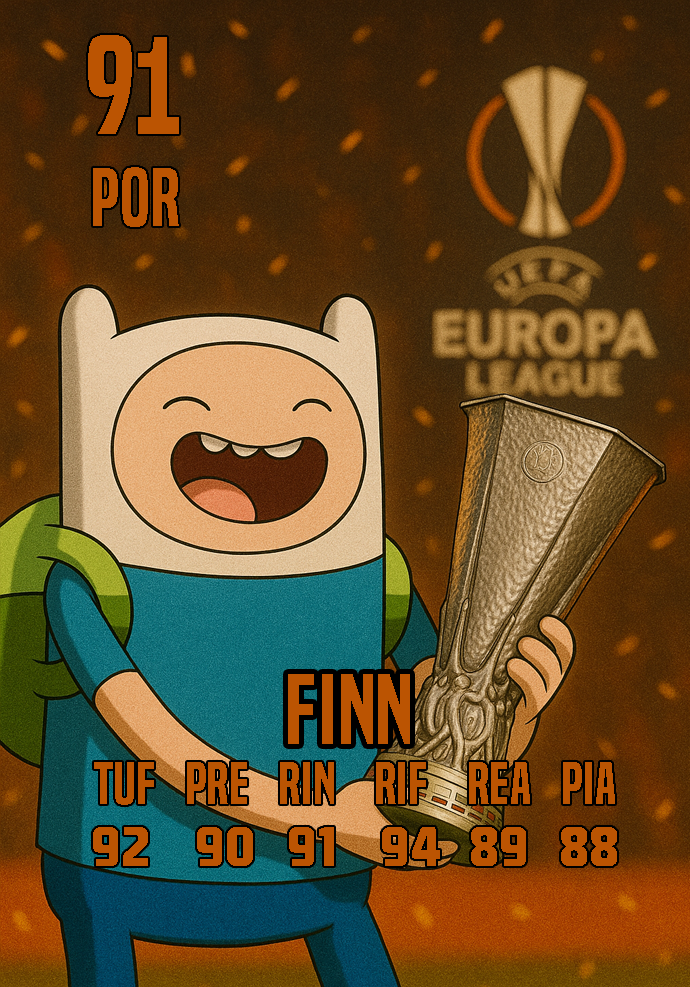 91
POR
UEFA
EUROPA
LEAGUE
FINN
TUF PRE RIN RIF REA PIA
92 90 91 94 89 88